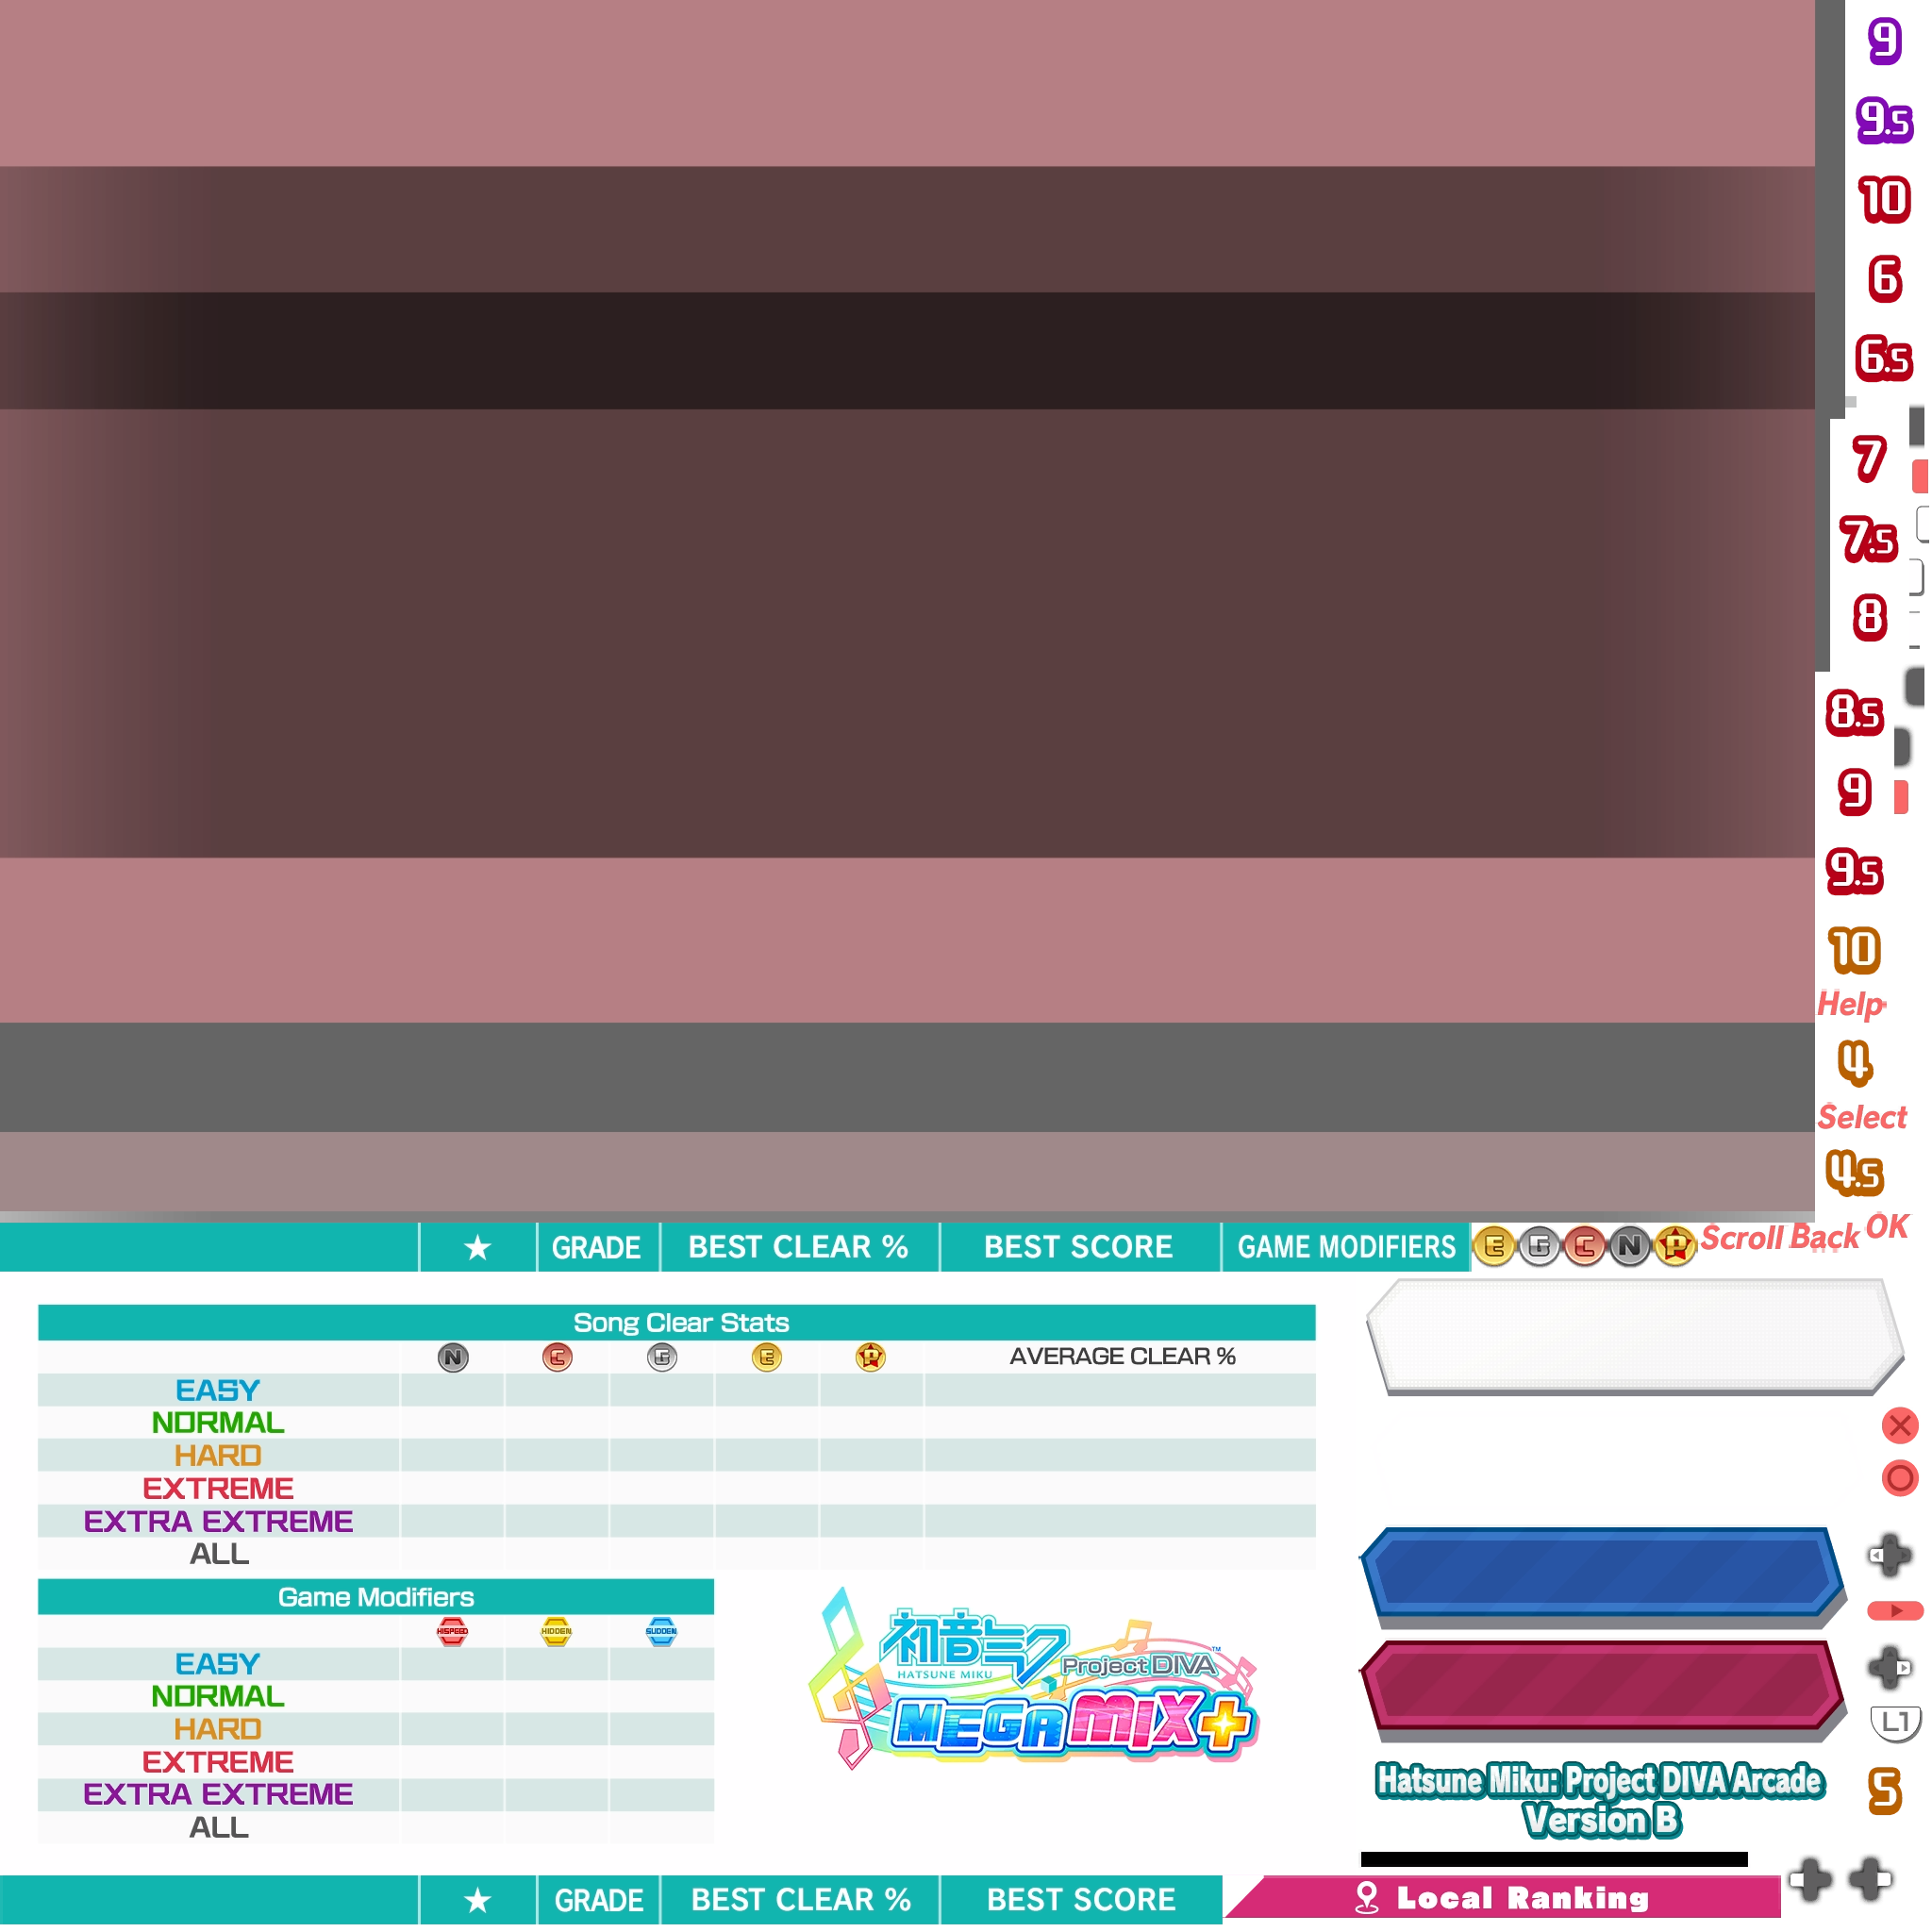 9
9.5
10
6
6.5
7
7.5
8
8.5
9
9.5
10
Help
4
Select
4.5
★ GRADE BEST CLEAR % BEST SCORE GAME MODIFIERS E G C N P Scroll Back OK
Song Clear Stats
N C G E P AVERAGE CLEAR %
EASY
NORMAL
HARD
EXTREME
EXTRA EXTREME
ALL
Game Modifiers
HISPEED HIDDEN SUDDEN
EASY
NORMAL
HARD
EXTREME
EXTRA EXTREME
ALL
初音ミク
HATSUNE MIKU
Project DIVA™
MEGA MIX+
L1
Hatsune Miku: Project DIVA Arcade
Version B
5
★ GRADE BEST CLEAR % BEST SCORE
Local Ranking